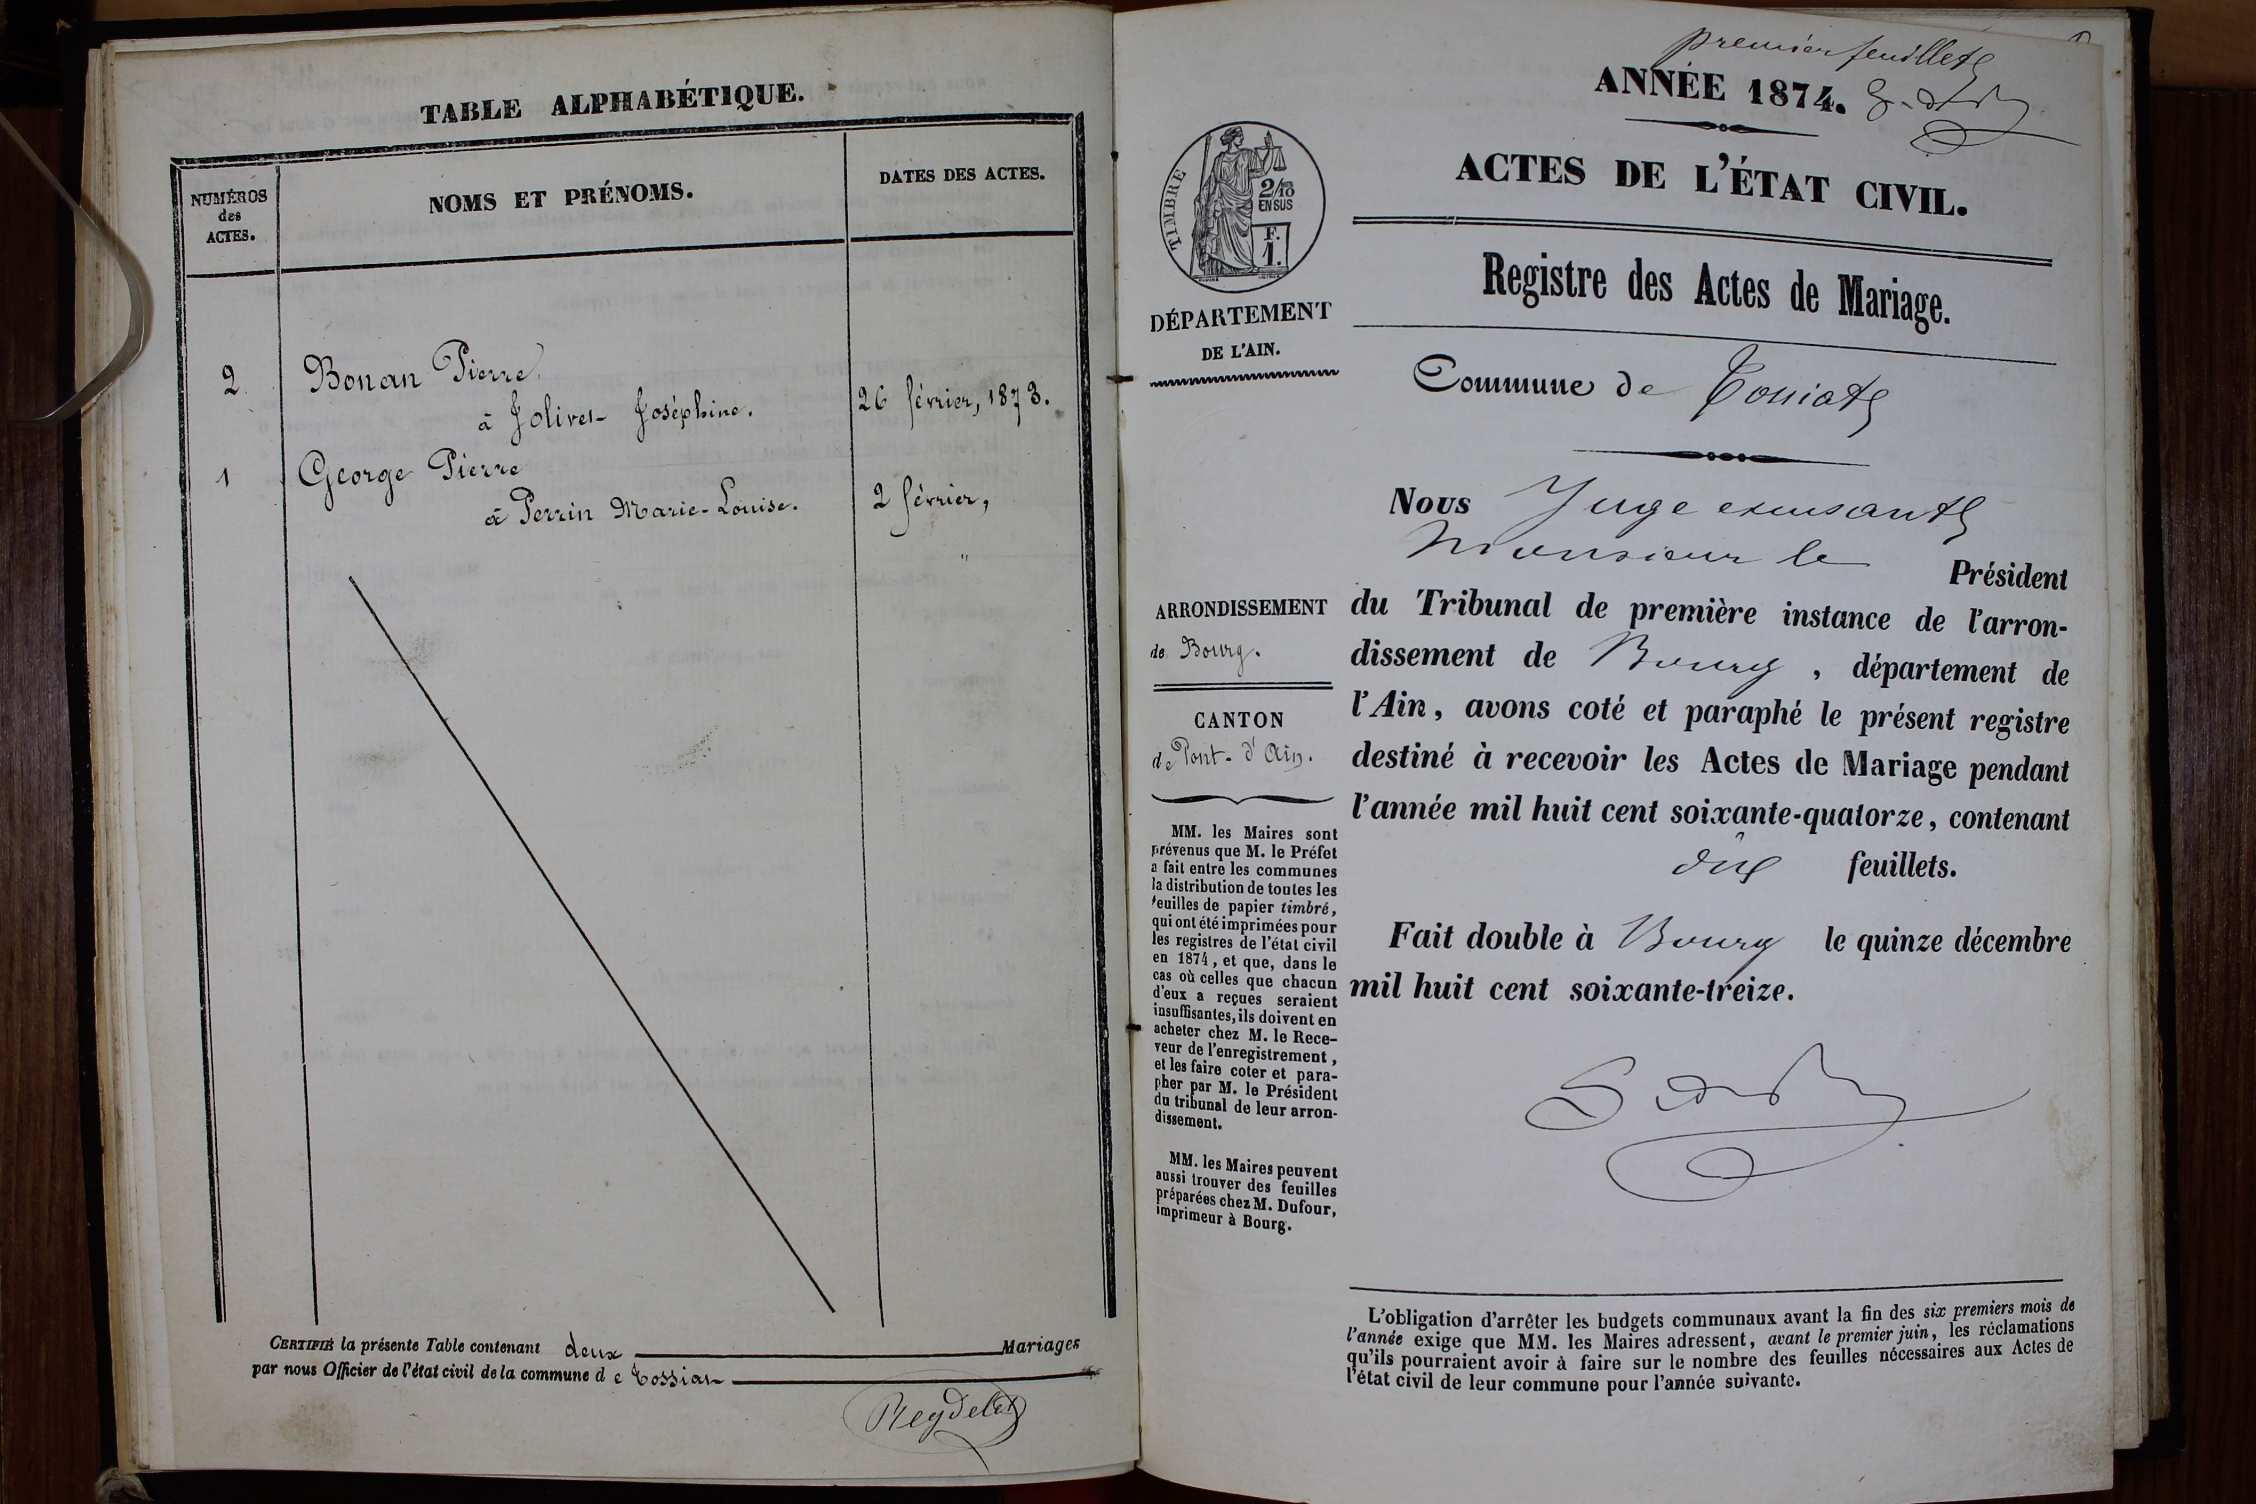 TABLE ALPHABÉTIQUE.
NUMÉROS
des
ACTES.
NOMS ET PRÉNOMS.
DATES DES ACTES.
2 Bonan Pierre
à Jolivet Joséphine. 26 février, 1873.
1 George Pierre
à Perrin Marie-Louise. 2 février,
"
CERTIFIÉ la présente Table contenant deux Mariages
par nous Officier de l'état civil de la commune de Tossiat
Reydelet
premier feuillet
ANNÉE 1874.
ACTES DE L'ÉTAT CIVIL.
Registre des Actes de Mariage.
TIMBRE
2/10
EN SUS
F.
1.
DÉPARTEMENT
DE L'AIN.
ARRONDISSEMENT
de Bourg.
CANTON
de Pont-d'Ain.
MM. les Maires sont
prévenus que M. le Préfet
a fait entre les communes
la distribution de toutes les
feuilles de papier timbré,
qui ont été imprimées pour
les registres de l'état civil
en 1874, et que, dans le
cas où celles que chacun
d'eux a reçues seraient
insuffisantes, ils doivent en
acheter chez M. le Rece-
veur de l'enregistrement,
et les faire coter et para-
pher par M. le Président
du tribunal de leur arron-
dissement.
MM. les Maires peuvent
aussi trouver des feuilles
préparées chez M. Dufour,
imprimeur à Bourg.
Commune de Tossiat
Nous Juge excusant
Monsieur le Président
du Tribunal de première instance de l'arron-
dissement de Bourg, département de
l'Ain, avons coté et paraphé le présent registre
destiné à recevoir les Actes de Mariage pendant
l'année mil huit cent soixante-quatorze, contenant
feuillets.
Fait double à Bourg le quinze décembre
mil huit cent soixante-treize.
L'obligation d'arrêter les budgets communaux avant la fin des six premiers mois de
l'année exige que MM. les Maires adressent, avant le premier juin, les réclamations
qu'ils pourraient avoir à faire sur le nombre des feuilles nécessaires aux Actes de
l'état civil de leur commune pour l'année suivante.